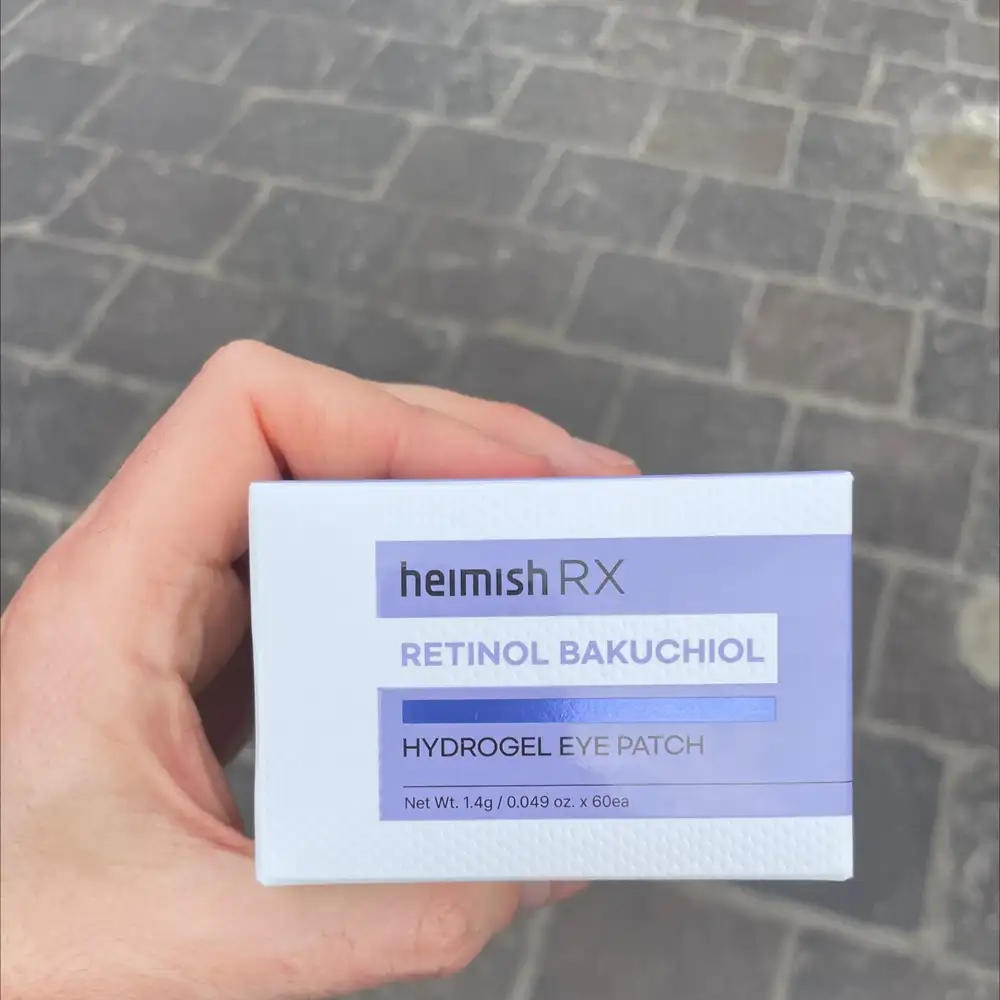 heimish RX
RETINOL BAKUCHIOL
HYDROGEL EYE PATCH
Net Wt. 1.4g / 0.049 oz. x 60ea